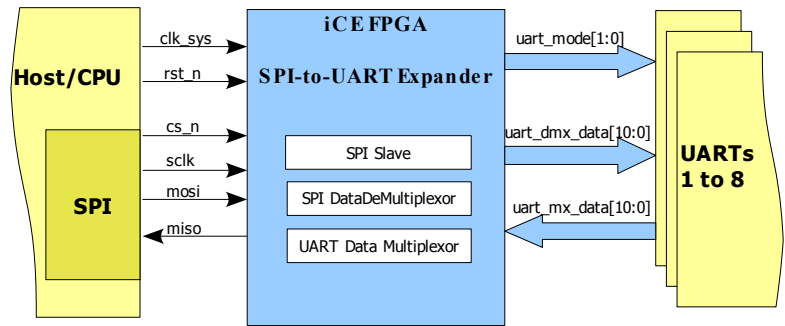 Host/CPU
SPI
clk_sys
rst_n
cs_n
sclk
mosi
miso
iCE FPGA
SPI-to-UART Expander
SPI Slave
SPI DataDeMultiplexor
UART Data Multiplexor
uart_mode[1:0]
uart_dmx_data[10:0]
uart_mx_data[10:0]
UARTs
1 to 8